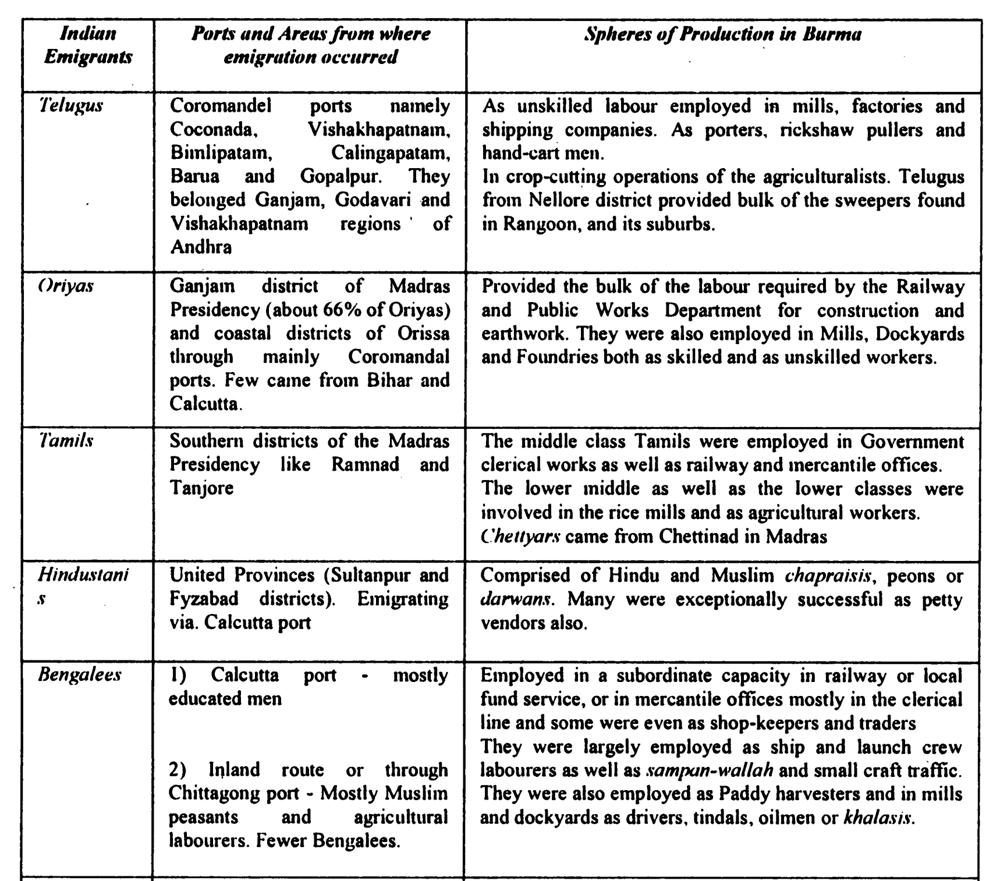 Indian Emigrants
Ports and Areas from where emigration occurred
Spheres of Production in Burma
Telugus
Coromandel ports namely
Coconada, Vishakhapatnam,
Bimlipatam, Calingapatam,
Barua and Gopalpur. They
belonged Ganjam, Godavari and
Vishakhapatnam regions of
Andhra
As unskilled labour employed in mills, factories and
shipping companies. As porters, rickshaw pullers and
hand-cart men.
In crop-cutting operations of the agriculturalists. Telugus
from Nellore district provided bulk of the sweepers found
in Rangoon, and its suburbs.
Oriyas
Ganjam district of Madras
Presidency (about 66% of Oriyas)
and coastal districts of Orissa
through mainly Coromandal
ports. Few came from Bihar and
Calcutta.
Provided the bulk of the labour required by the Railway
and Public Works Department for construction and
earthwork. They were also employed in Mills, Dockyards
and Foundries both as skilled and as unskilled workers.
Tamils
Southern districts of the Madras
Presidency like Ramnad and
Tanjore
The middle class Tamils were employed in Government
clerical works as well as railway and mercantile offices.
The lower middle as well as the lower classes were
involved in the rice mills and as agricultural workers.
Chettyars came from Chettinad in Madras
Hindustani
s
United Provinces (Sultanpur and
Fyzabad districts). Emigrating
via. Calcutta port
Comprised of Hindu and Muslim chapraisis, peons or
darwans. Many were exceptionally successful as petty
vendors also.
Bengalees
1) Calcutta port - mostly
educated men
2) Inland route or through
Chittagong port - Mostly Muslim
peasants and agricultural
labourers. Fewer Bengalees.
Employed in a subordinate capacity in railway or local
fund service, or in mercantile offices mostly in the clerical
line and some were even as shop-keepers and traders
They were largely employed as ship and launch crew
labourers as well as sampan-wallah and small craft traffic.
They were also employed as Paddy harvesters and in mills
and dockyards as drivers, tindals, oilmen or khalasis.